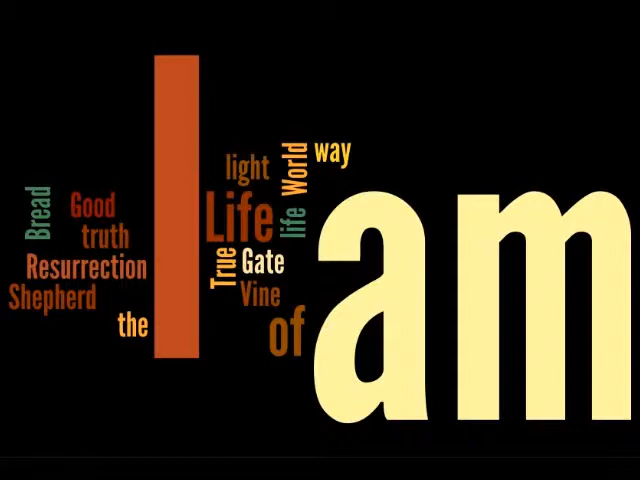 I am
way
World
light
Life
life
Bread
Good
truth
Resurrection
Shepherd
the
True
Gate
Vine
of